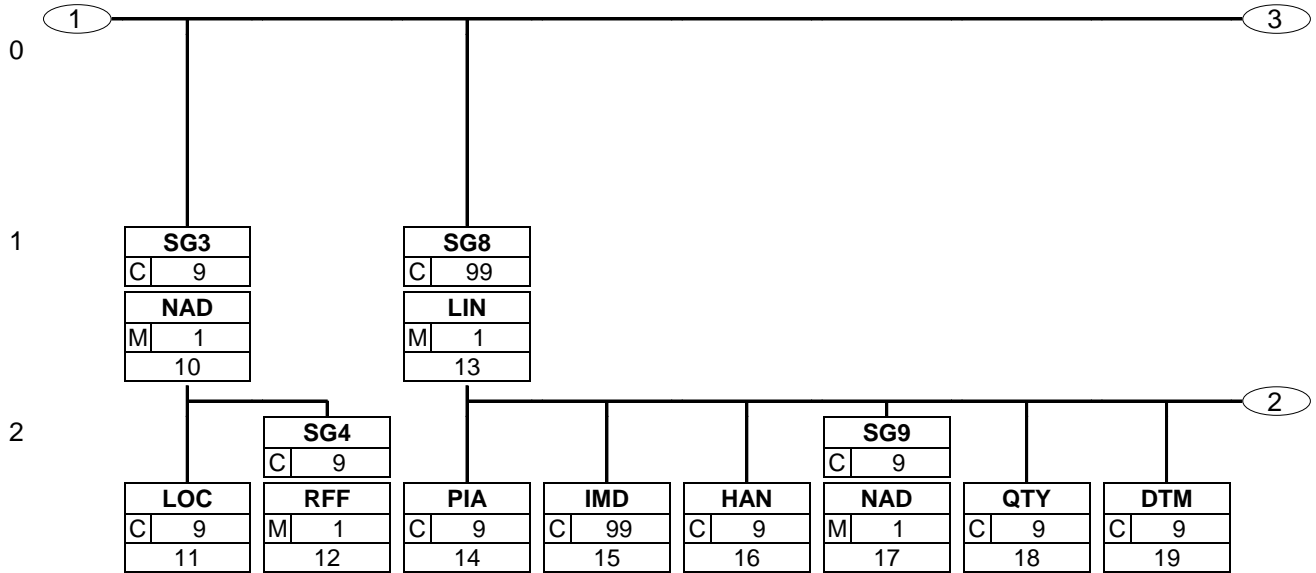 1 3
0
1 SG3 SG8
C 9 C 99
NAD LIN
M 1 M 1
10 13
2
2 SG4 SG9
C 9 C 9
LOC RFF PIA IMD HAN NAD QTY DTM
C 9 M 1 C 9 C 99 C 9 M 1 C 9 C 9
11 12 14 15 16 17 18 19